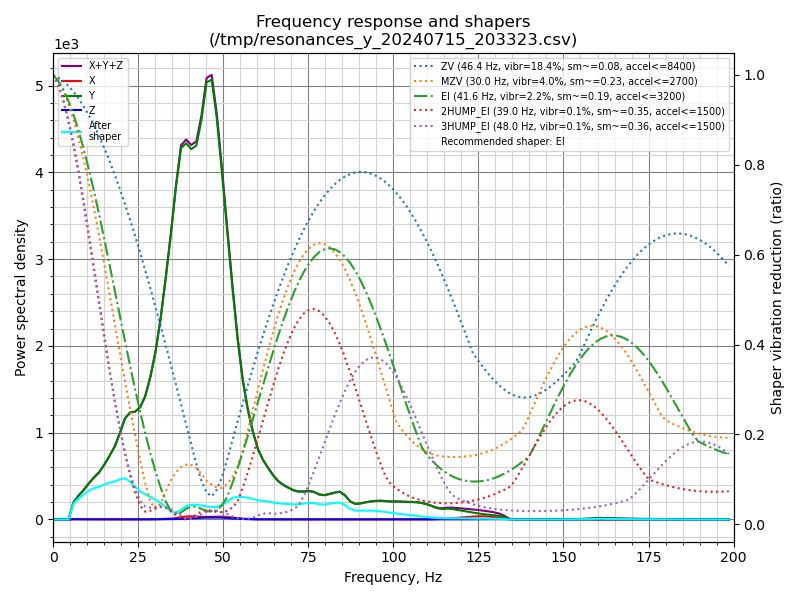 Frequency response and shapers
(/tmp/resonances_y_20240715_203323.csv)
1e3
X+Y+Z
X
Y
Z
After
shaper
ZV (46.4 Hz, vibr=18.4%, sm~=0.08, accel<=8400)
MZV (30.0 Hz, vibr=4.0%, sm~=0.23, accel<=2700)
EI (41.6 Hz, vibr=2.2%, sm~=0.19, accel<=3200)
2HUMP_EI (39.0 Hz, vibr=0.1%, sm~=0.35, accel<=1500)
3HUMP_EI (48.0 Hz, vibr=0.1%, sm~=0.36, accel<=1500)
Recommended shaper: EI
5
4
3
2
1
0
Power spectral density
1.0
0.8
0.6
0.4
0.2
0.0
Shaper vibration reduction (ratio)
0 25 50 75 100 125 150 175 200
Frequency, Hz